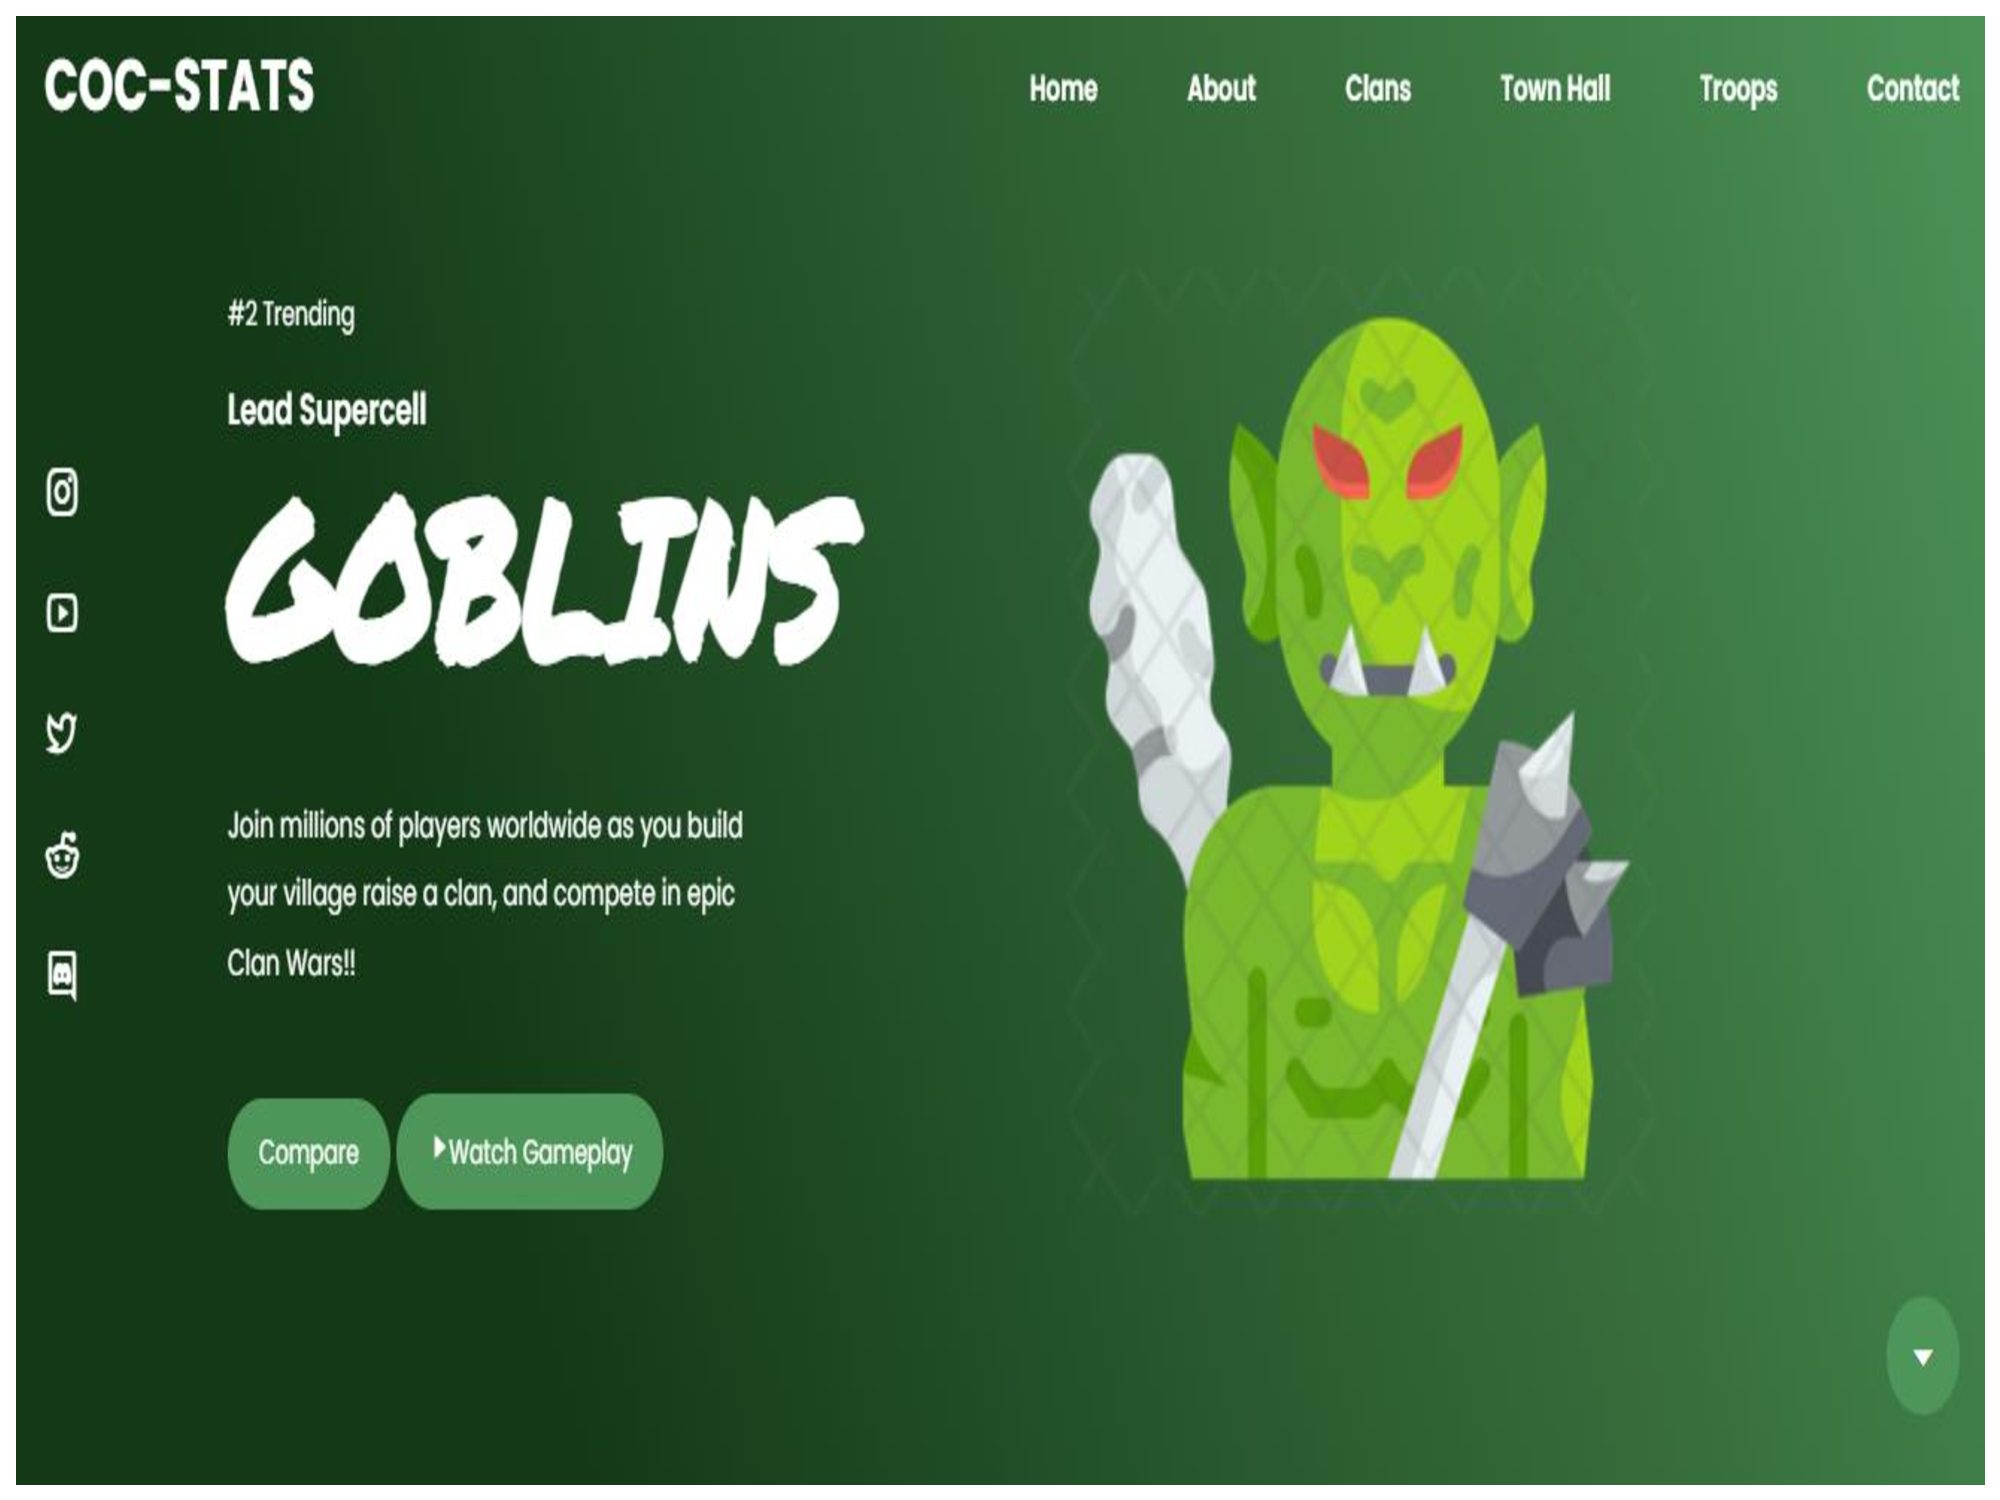 COC-STATS
Home About Clans Town Hall Troops Contact
#2 Trending
Lead Supercell
GOBLINS
Join millions of players worldwide as you build
your village raise a clan, and compete in epic
Clan Wars!!
Compare
Watch Gameplay